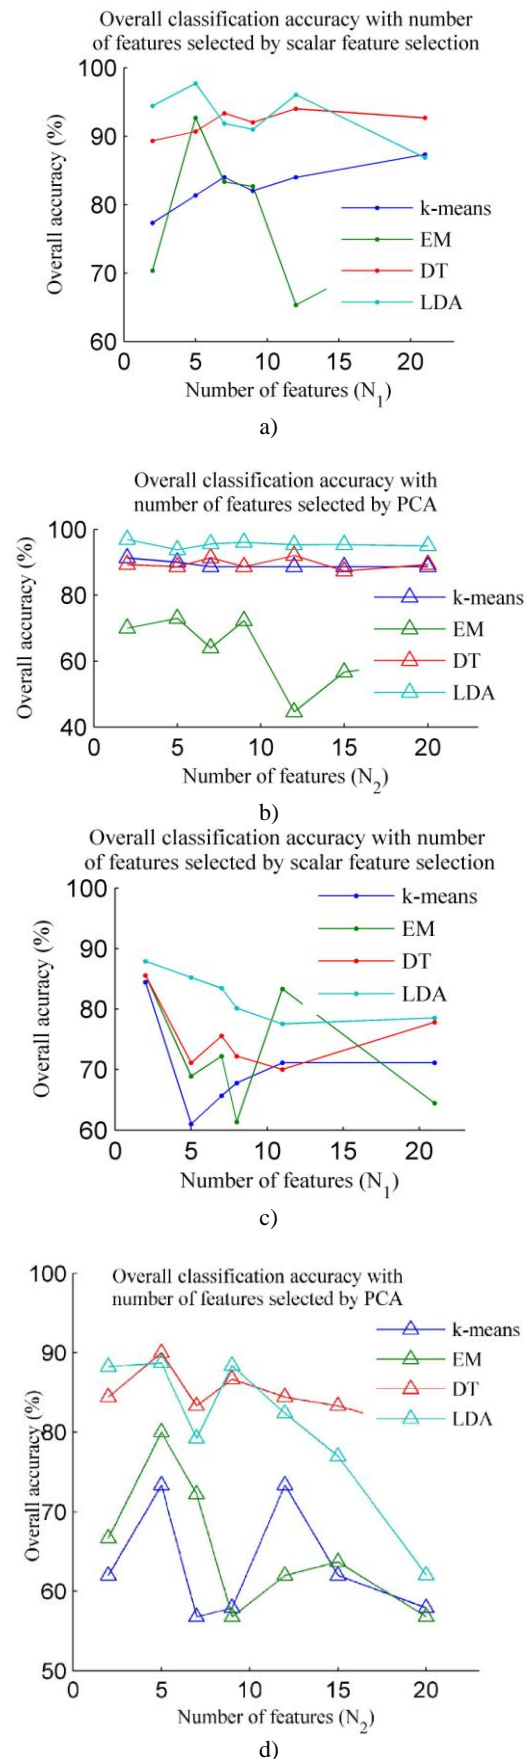 Overall classification accuracy with number
of features selected by scalar feature selection
100
90
80
70
60
0 5 10 15 20
Overall accuracy (%)
k-means
EM
DT
LDA
Number of features (N1)
a)
Overall classification accuracy with
number of features selected by PCA
100
80
60
40
0 5 10 15 20
Overall accuracy (%)
k-means
EM
DT
LDA
Number of features (N2)
b)
Overall classification accuracy with number
of features selected by scalar feature selection
100
90
80
70
60
0 5 10 15 20
Overall acuracy (%)
k-means
EM
DT
LDA
Number of features (N1)
c)
Overall classification accuracy with
number of features selected by PCA
100
90
80
70
60
50
0 5 10 15 20
Overall accuracy (%)
k-means
EM
DT
LDA
Number of features (N2)
d)